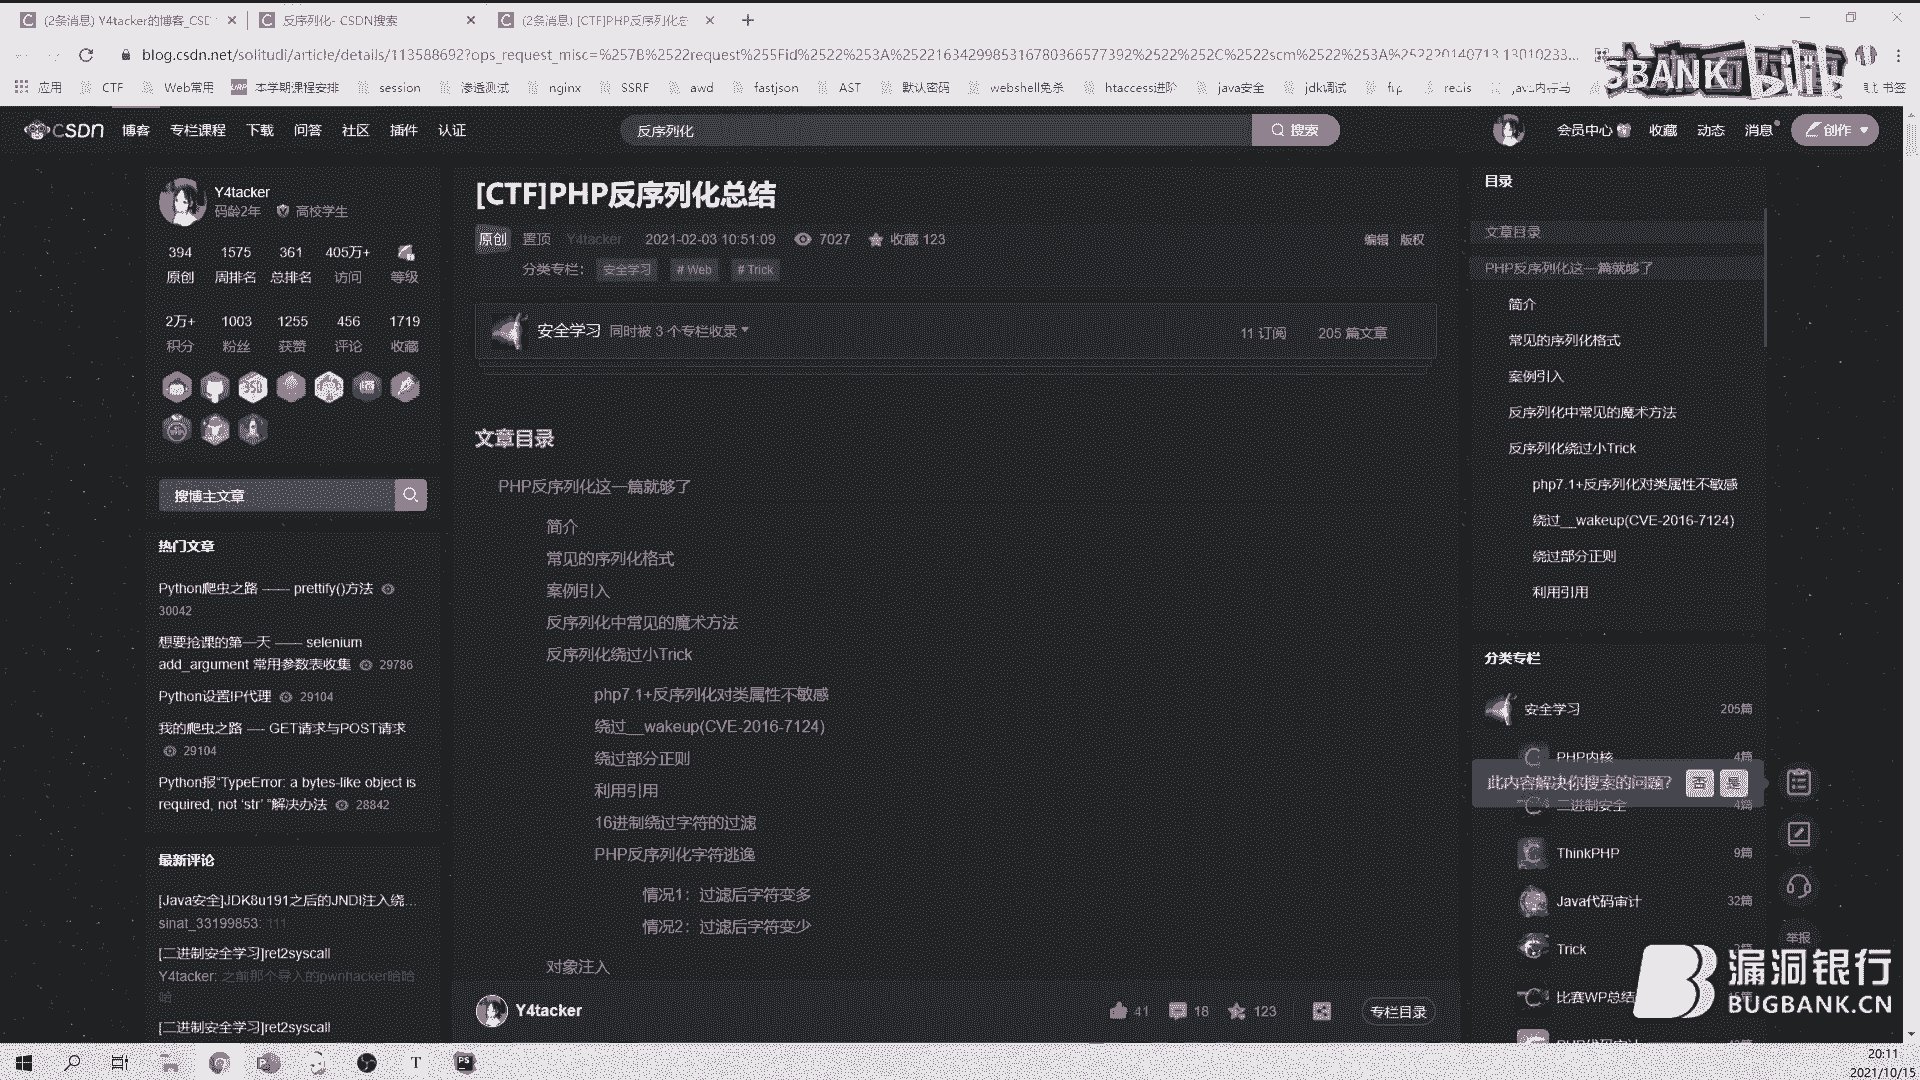 (2条消息) Y4tacker的博客_CSD
反序列化- CSDN搜索
(2条消息) [CTF]PHP反序列化总
blog.csdn.net/solitudi/article/details/113588692?ops_request_misc=%257B%2522request%255Fid%2522%253A%2522163429985316780366577392%2522%252C%2522scm%2522%253A%252220140713.13010233...
应用 CTF Web常用 本学期课程安排 session 渗透测试 nginx SSRF awd fastjson AST 默认密码 webshell免杀 htaccess进阶 java安全 jdk调试 ftp redis java内存马 书签
SBANK Bill
CSDN 博客 专栏课程 下载 问答 社区 插件 认证
反序列化
搜索
会员中心 收藏 动态 消息 创作
Y4tacker
码龄2年 高校学生
394 1575 361 405万+
原创 周排名 总排名 访问 等级
2万+ 1003 1255 456 1719
积分 粉丝 获赞 评论 收藏
搜博主文章
热门文章
Python爬虫之路 —— prettify()方法
30042
想要抢课的第一天 —— selenium
add_argument 常用参数表收集 29786
Python设置IP代理 29104
我的爬虫之路 —- GET请求与POST请求
29104
Python报“TypeError: a bytes-like object is
required, not ‘str’ ”解决办法 28842
最新评论
[Java安全]JDK8u191之后的JNDI注入绕...
sinat_33199853: 111
[二进制安全学习]ret2syscall
Y4tacker: 之前那个导入的pwnhacker哈哈
哈
[二进制安全学习]ret2syscall
[CTF]PHP反序列化总结
原创 置顶 Y4tacker 2021-02-03 10:51:09 7027 收藏 123
编辑 版权
分类专栏： 安全学习 # Web # Trick
安全学习 同时被 3 个专栏收录
11 订阅 205 篇文章
文章目录
PHP反序列化这一篇就够了
简介
常见的序列化格式
案例引入
反序列化中常见的魔术方法
反序列化绕过小Trick
php7.1+反序列化对类属性不敏感
绕过__wakeup(CVE-2016-7124)
绕过部分正则
利用引用
16进制绕过字符的过滤
PHP反序列化字符逃逸
情况1：过滤后字符变多
情况2：过滤后字符变少
对象注入
Y4tacker
41 18 123 专栏目录
目录
文章目录
PHP反序列化这一篇就够了
简介
常见的序列化格式
案例引入
反序列化中常见的魔术方法
反序列化绕过小Trick
php7.1+反序列化对类属性不敏感
绕过__wakeup(CVE-2016-7124)
绕过部分正则
利用引用
分类专栏
安全学习 205篇
PHP内核 4篇
此内容解决你搜索的问题? 否 是
二进制安全 4篇
ThinkPHP 9篇
Java代码审计 32篇
Trick
比赛WP总结
举报
漏洞银行
BUGBANK.CN
20:11
2021/10/15